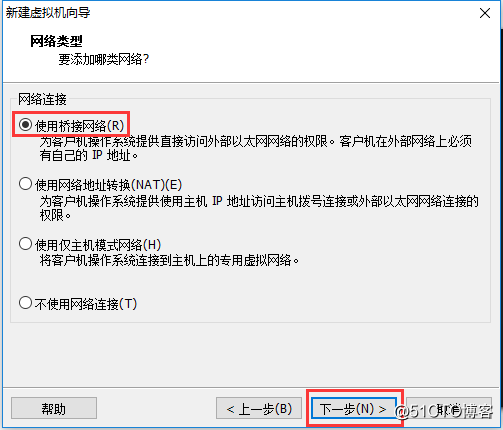 新建虚拟机向导
网络类型
要添加哪类网络?
网络连接
使用桥接网络(R)
为客户机操作系统提供直接访问外部以太网网络的权限。客户机在外部网络上必须
有自己的 IP 地址。
使用网络地址转换(NAT)(E)
为客户机操作系统提供使用主机 IP 地址访问主机拨号连接或外部以太网网络连接的
权限。
使用仅主机模式网络(H)
将客户机操作系统连接到主机上的专用虚拟网络。
不使用网络连接(T)
帮助
< 上一步(B)
下一步(N) >
取消
@51CTO博客